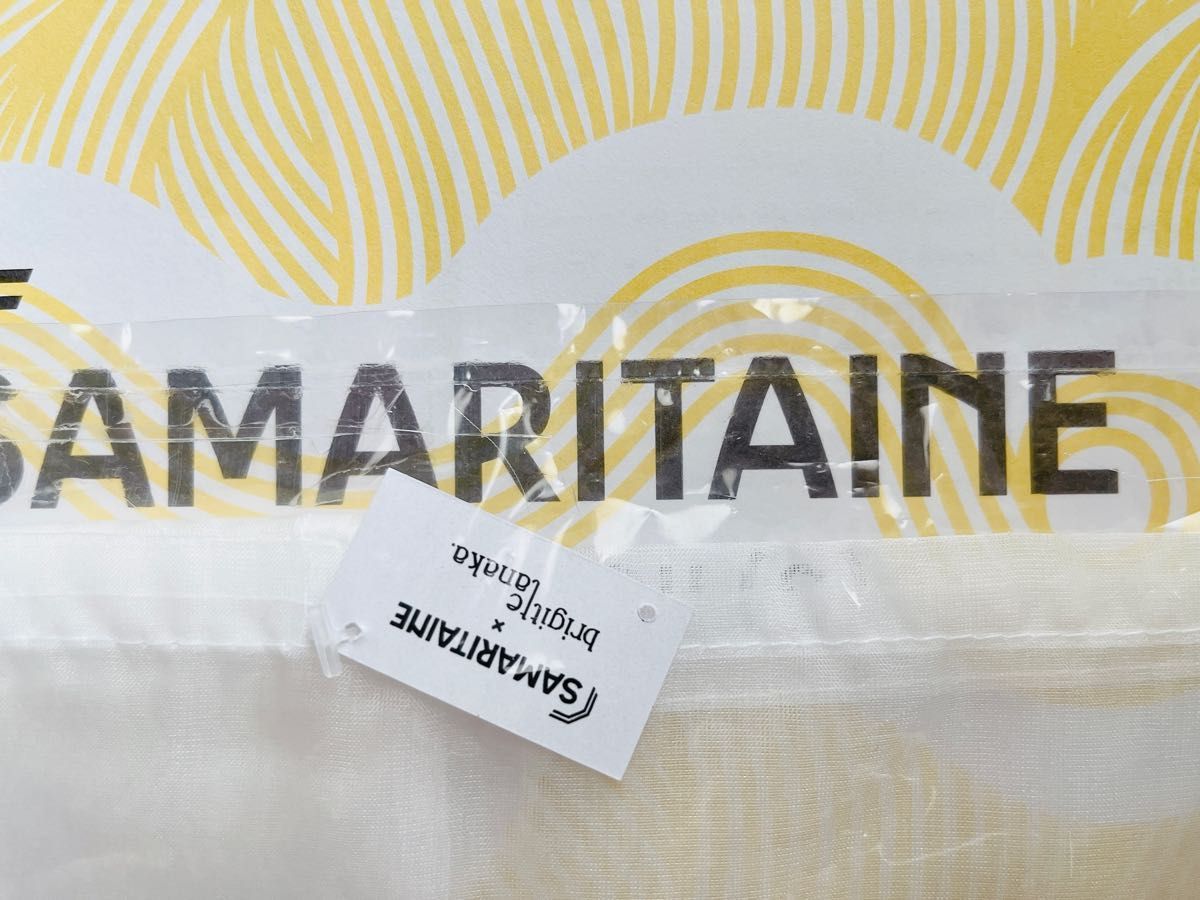 SAMARITAINE
SAMARITAINE
×
brigitte
tanaka.